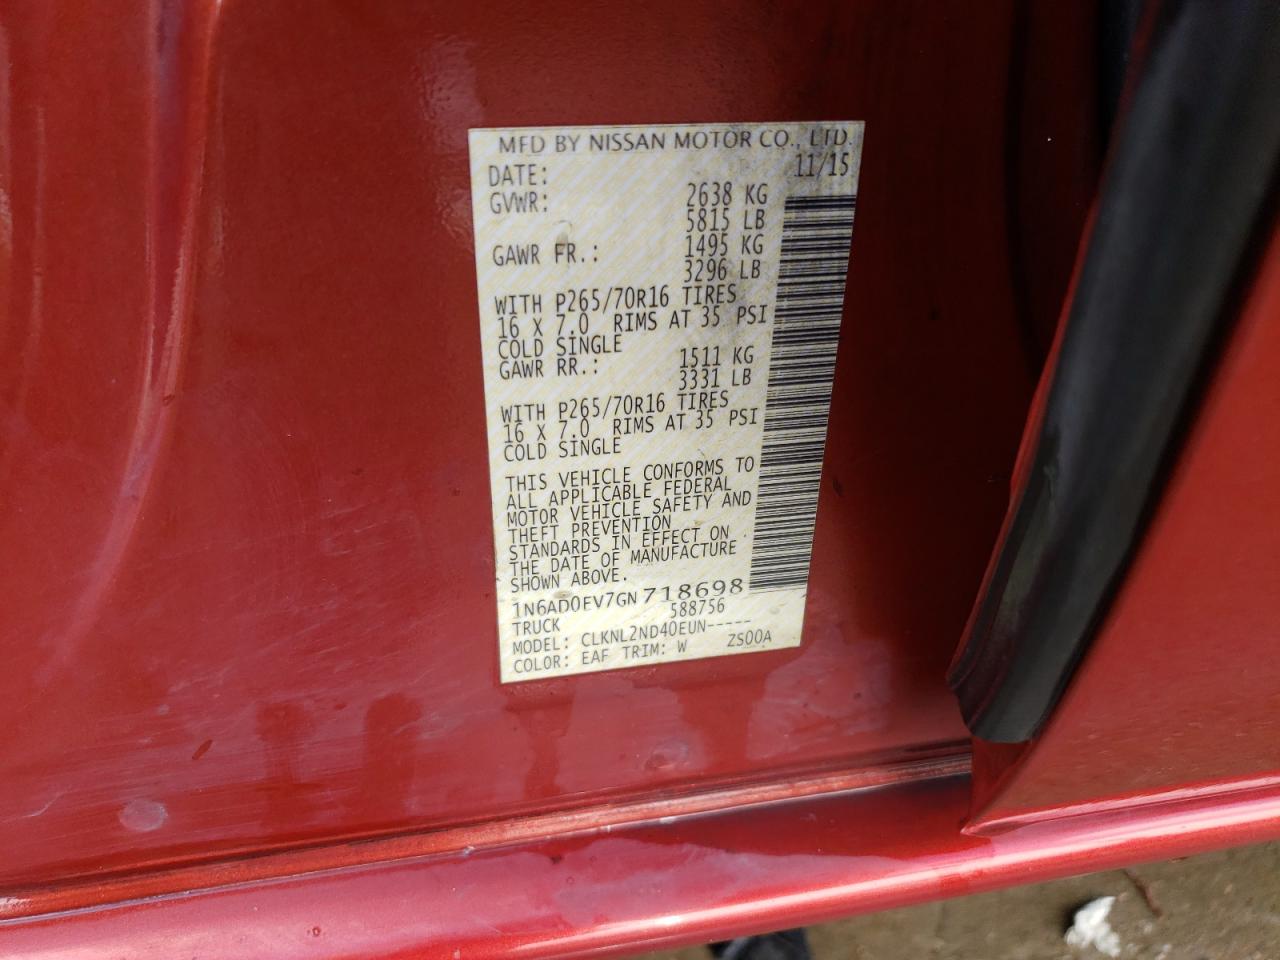 MFD BY NISSAN MOTOR CO., LTD.
DATE: 11/15
GVWR: 2638 KG
5815 LB
GAWR FR.: 1495 KG
3296 LB
WITH P265/70R16 TIRES
16 X 7.0 RIMS AT 35 PSI
COLD SINGLE
GAWR RR.: 1511 KG
3331 LB
WITH P265/70R16 TIRES
16 X 7.0 RIMS AT 35 PSI
COLD SINGLE
THIS VEHICLE CONFORMS TO
ALL APPLICABLE FEDERAL
MOTOR VEHICLE SAFETY AND
THEFT PREVENTION
STANDARDS IN EFFECT ON
THE DATE OF MANUFACTURE
SHOWN ABOVE.
1N6AD0EV7GN718698
TRUCK 588756
MODEL: CLKNL2ND40EUN-----
COLOR: EAF TRIM: W ZS00A